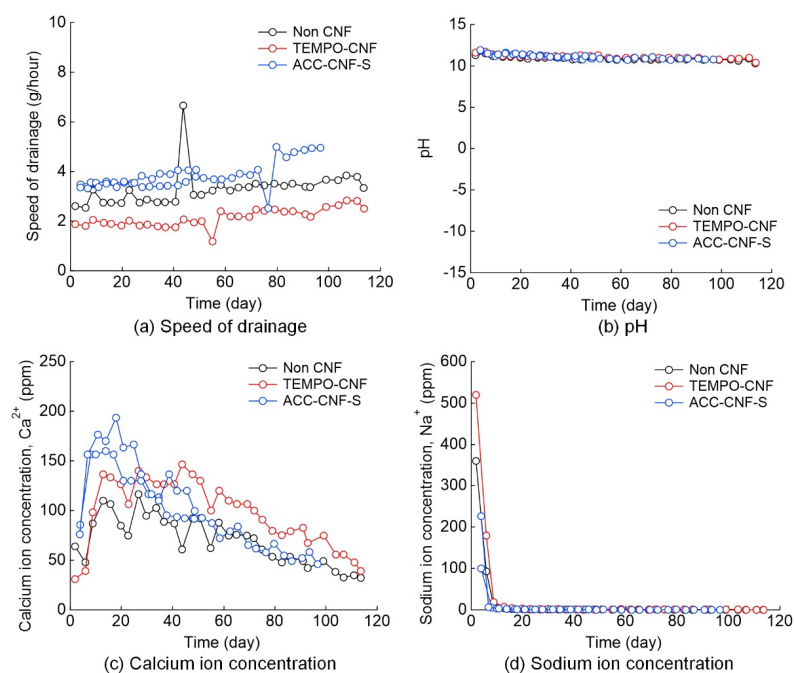 10
8
6
4
2
0
Speed of drainage (g/hour)
Non CNF
TEMPO-CNF
ACC-CNF-S
0 20 40 60 80 100 120
Time (day)
(a) Speed of drainage
15
10
5
0
-5
-10
-15
pH
Non CNF
TEMPO-CNF
ACC-CNF-S
0 20 40 60 80 100 120
Time (day)
(b) pH
250
200
150
100
50
0
Calcium ion concentration, Ca²⁺ (ppm)
Non CNF
TEMPO-CNF
ACC-CNF-S
0 20 40 60 80 100 120
Time (day)
(c) Calcium ion concentration
600
500
400
300
200
100
0
Sodium ion concentration, Na⁺ (ppm)
Non CNF
TEMPO-CNF
ACC-CNF-S
0 20 40 60 80 100 120
Time (day)
(d) Sodium ion concentration